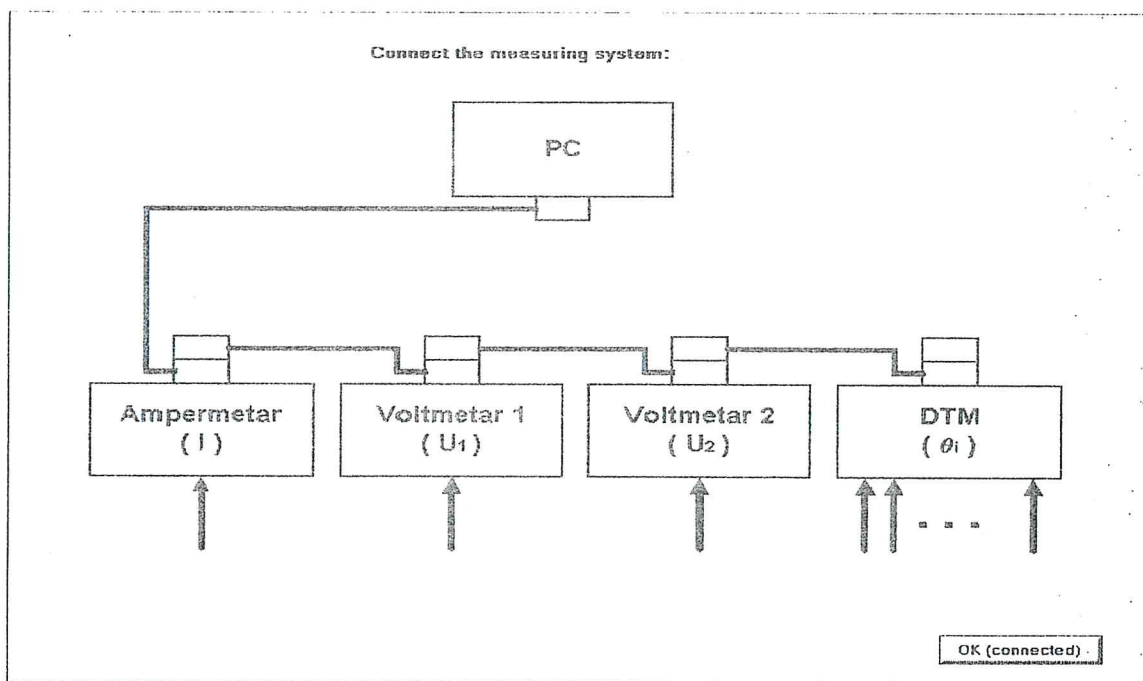 Connect the measuring system:
PC
Ampermetar
( I )
Voltmetar 1
( U₁ )
Voltmetar 2
( U₂ )
DTM
( θi )
OK (connected)